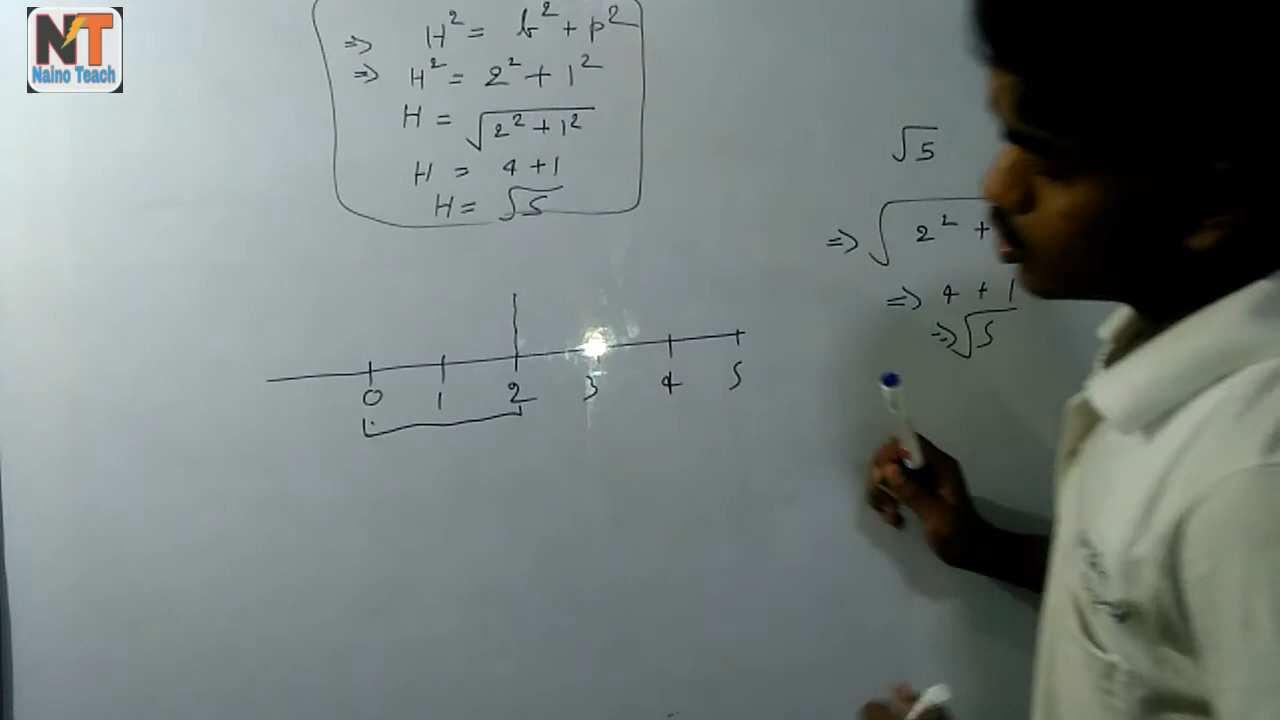 NT
Naino Teach
⇒ H² = b² + p²
⇒ H² = 2² + 1²
H = √2² + 1²
H = 4 + 1
H = √5
0 1 2 3 4 5
√5
⇒ √2² +
⇒ 4 + 1
⇒ √5